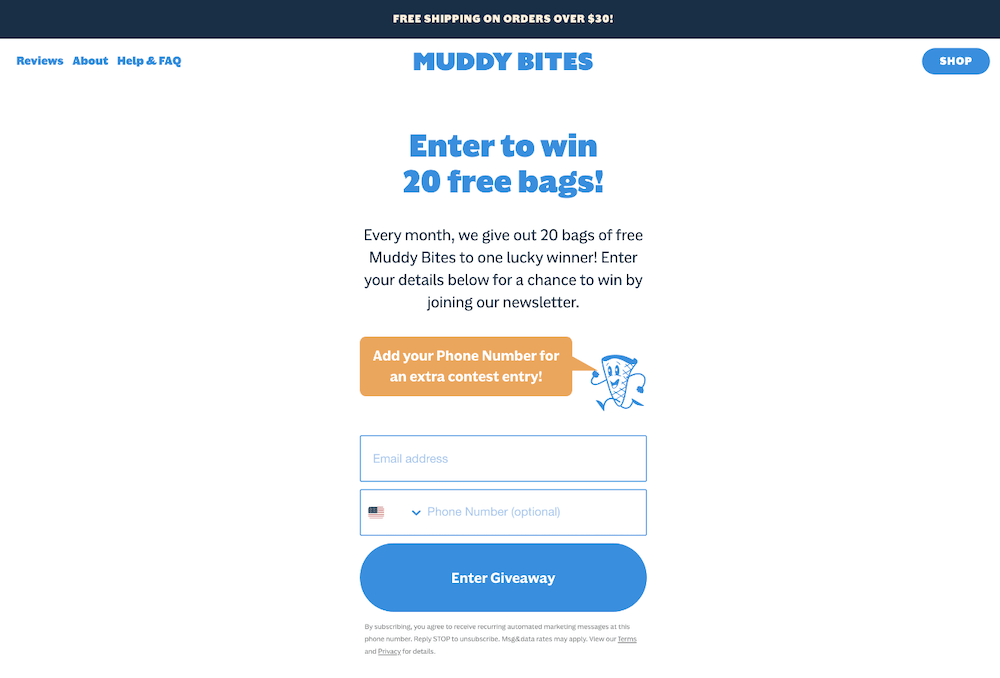 FREE SHIPPING ON ORDERS OVER $30!
Reviews About Help & FAQ
MUDDY BITES
SHOP
Enter to win
20 free bags!
Every month, we give out 20 bags of free
Muddy Bites to one lucky winner! Enter
your details below for a chance to win by
joining our newsletter.
Add your Phone Number for
an extra contest entry!
Email address
Phone Number (optional)
Enter Giveaway
By subscribing, you agree to receive recurring automated marketing messages at this
phone number. Reply STOP to unsubscribe. Msg&data rates may apply. View our Terms
and Privacy for details.